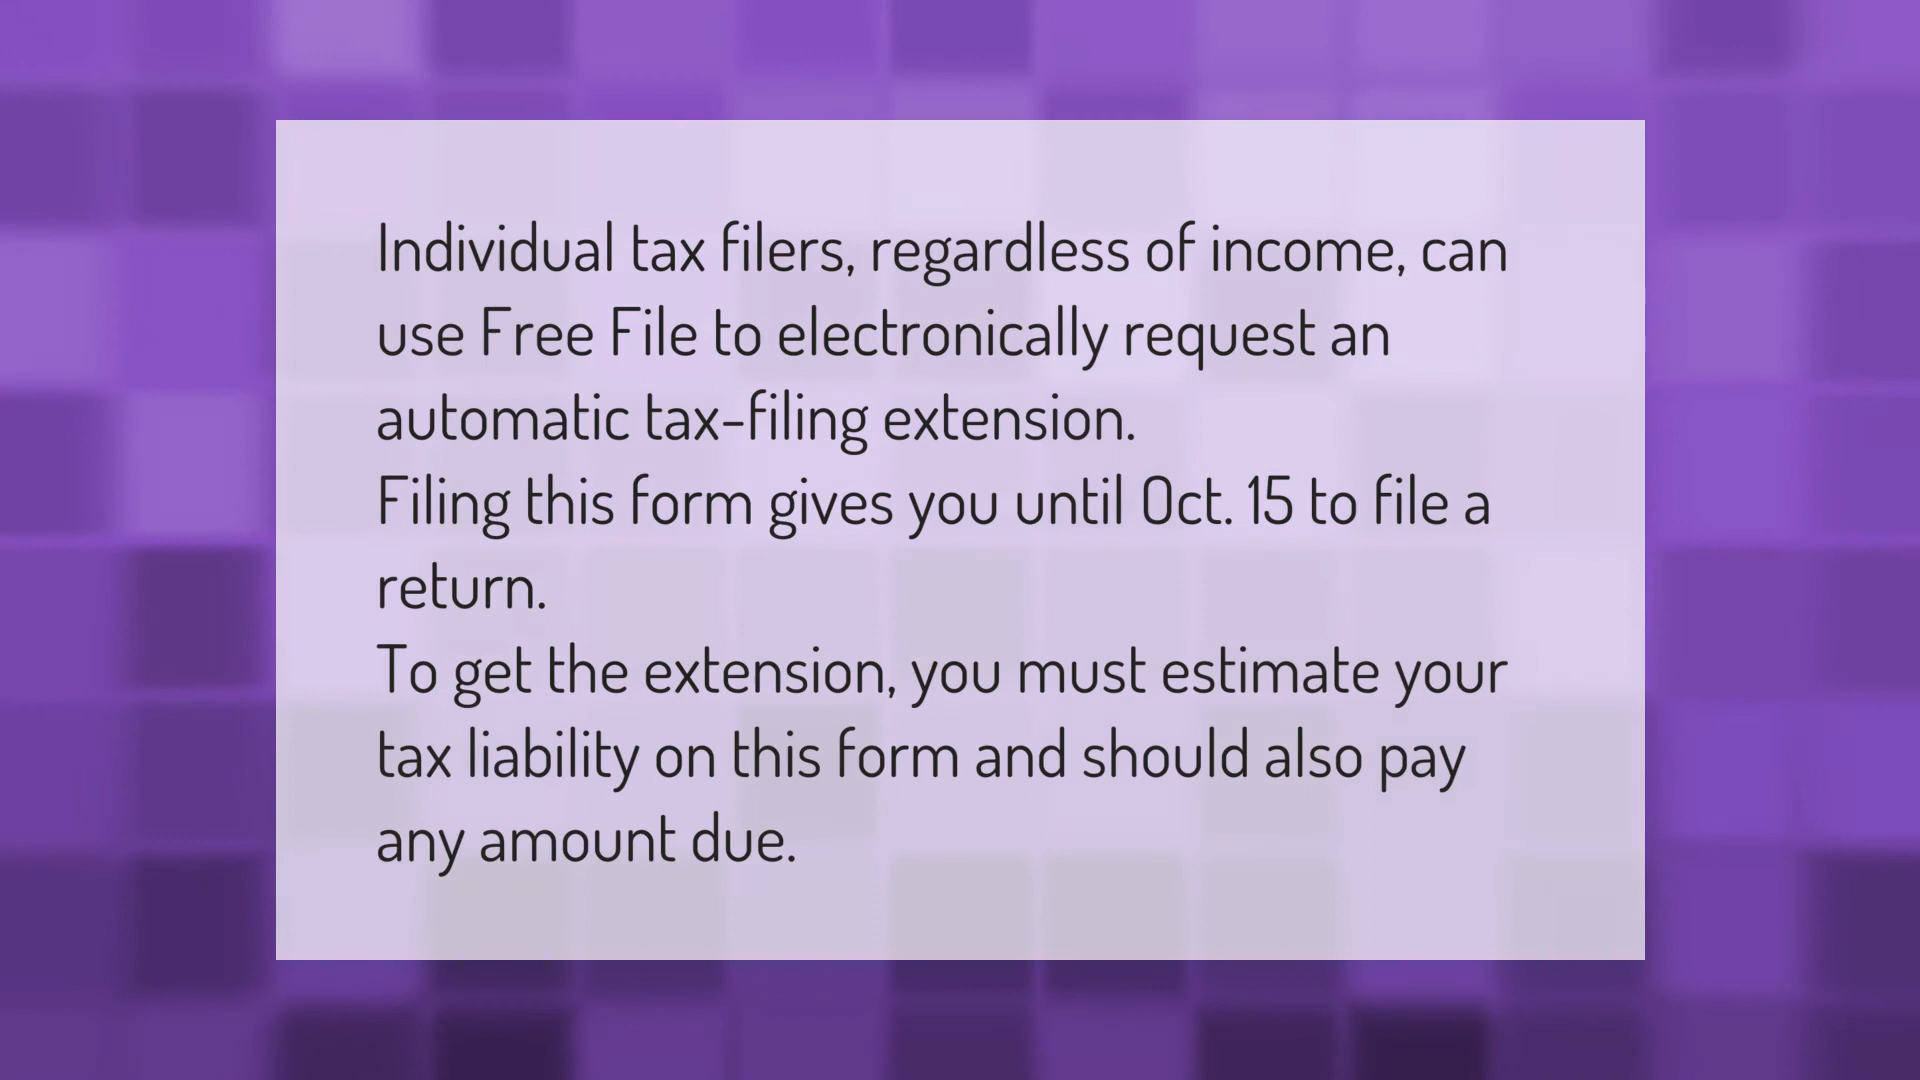 Individual tax filers, regardless of income, can
use Free File to electronically request an
automatic tax-filing extension.
Filing this form gives you until Oct. 15 to file a
return.
To get the extension, you must estimate your
tax liability on this form and should also pay
any amount due.